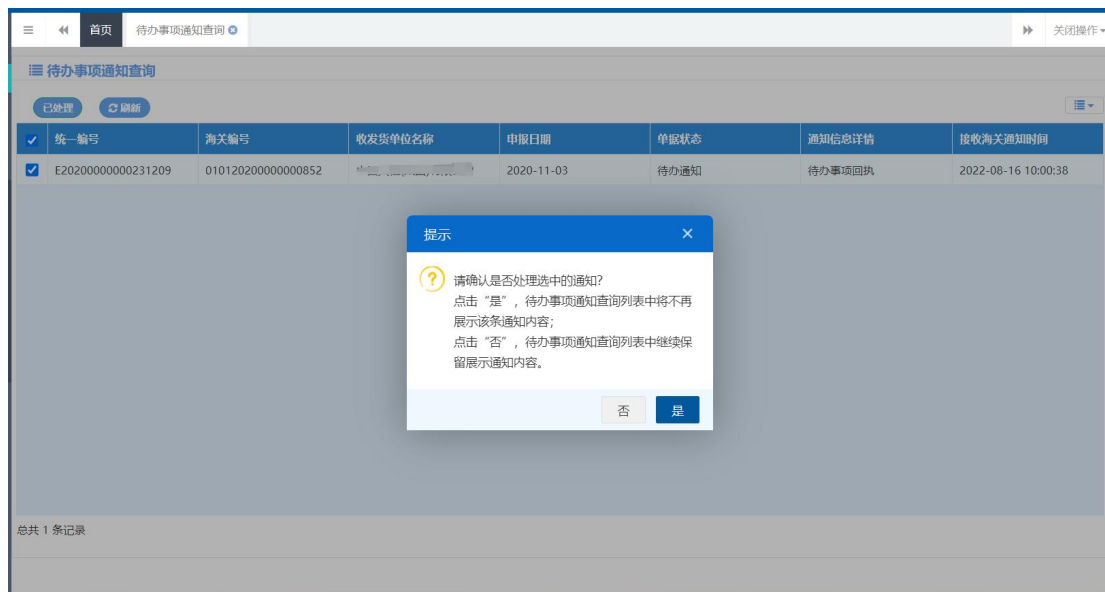 首页
待办事项通知查询
关闭操作
待办事项通知查询
已处理
刷新
统一编号
海关编号
收发货单位名称
申报日期
单据状态
通知信息详情
接收海关通知时间
E20200000000231209
010120200000000852
2020-11-03
待办通知
待办事项回执
2022-08-16 10:00:38
提示
请确认是否处理选中的通知?
点击“是”，待办事项通知查询列表中将不再
展示该条通知内容;
点击“否”，待办事项通知查询列表中继续保
留展示通知内容。
否
是
总共 1 条记录